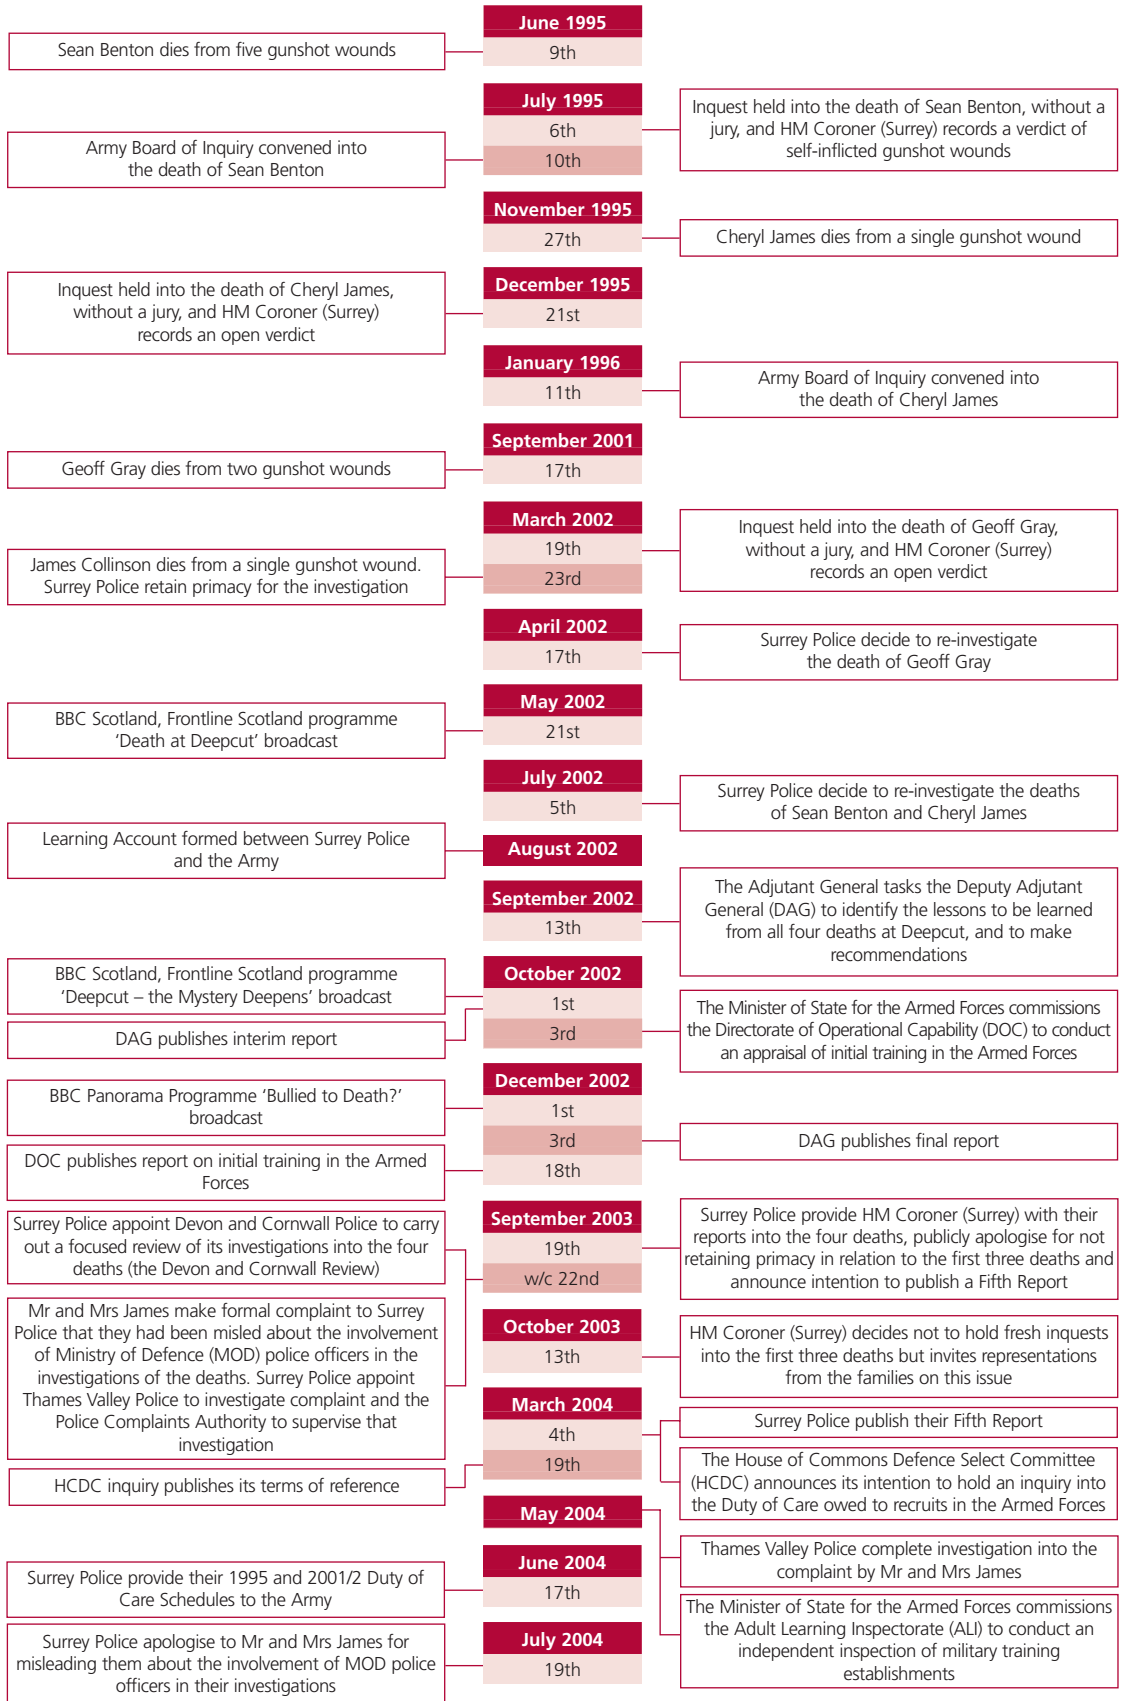 June 1995
Sean Benton dies from five gunshot wounds
9th
July 1995
6th
Inquest held into the death of Sean Benton, without a
jury, and HM Coroner (Surrey) records a verdict of
self-inflicted gunshot wounds
Army Board of Inquiry convened into
the death of Sean Benton
10th
November 1995
27th
Cheryl James dies from a single gunshot wound
December 1995
Inquest held into the death of Cheryl James,
without a jury, and HM Coroner (Surrey)
records an open verdict
21st
January 1996
11th
Army Board of Inquiry convened into
the death of Cheryl James
September 2001
Geoff Gray dies from two gunshot wounds
17th
March 2002
19th
Inquest held into the death of Geoff Gray,
without a jury, and HM Coroner (Surrey)
records an open verdict
James Collinson dies from a single gunshot wound.
Surrey Police retain primacy for the investigation
23rd
April 2002
17th
Surrey Police decide to re-investigate
the death of Geoff Gray
May 2002
BBC Scotland, Frontline Scotland programme
‘Death at Deepcut’ broadcast
21st
July 2002
5th
Surrey Police decide to re-investigate the deaths
of Sean Benton and Cheryl James
Learning Account formed between Surrey Police
and the Army
August 2002
September 2002
13th
The Adjutant General tasks the Deputy Adjutant
General (DAG) to identify the lessons to be learned
from all four deaths at Deepcut, and to make
recommendations
October 2002
BBC Scotland, Frontline Scotland programme
‘Deepcut – the Mystery Deepens’ broadcast
1st
DAG publishes interim report
3rd
The Minister of State for the Armed Forces commissions
the Directorate of Operational Capability (DOC) to conduct
an appraisal of initial training in the Armed Forces
December 2002
BBC Panorama Programme ‘Bullied to Death?’
broadcast
1st
3rd
DAG publishes final report
DOC publishes report on initial training in the Armed
Forces
18th
September 2003
19th
Surrey Police provide HM Coroner (Surrey) with their
reports into the four deaths, publicly apologise for not
retaining primacy in relation to the first three deaths and
announce intention to publish a Fifth Report
Surrey Police appoint Devon and Cornwall Police to carry
out a focused review of its investigations into the four
deaths (the Devon and Cornwall Review)
w/c 22nd
Mr and Mrs James make formal complaint to Surrey
Police that they had been misled about the involvement
of Ministry of Defence (MOD) police officers in the
investigations of the deaths. Surrey Police appoint
Thames Valley Police to investigate complaint and the
Police Complaints Authority to supervise that
investigation
October 2003
13th
HM Coroner (Surrey) decides not to hold fresh inquests
into the first three deaths but invites representations
from the families on this issue
March 2004
4th
Surrey Police publish their Fifth Report
The House of Commons Defence Select Committee
(HCDC) announces its intention to hold an inquiry into
the Duty of Care owed to recruits in the Armed Forces
19th
HCDC inquiry publishes its terms of reference
May 2004
Thames Valley Police complete investigation into the
complaint by Mr and Mrs James
The Minister of State for the Armed Forces commissions
the Adult Learning Inspectorate (ALI) to conduct an
independent inspection of military training
establishments
June 2004
Surrey Police provide their 1995 and 2001/2 Duty of
Care Schedules to the Army
17th
July 2004
Surrey Police apologise to Mr and Mrs James for
misleading them about the involvement of MOD police
officers in their investigations
19th